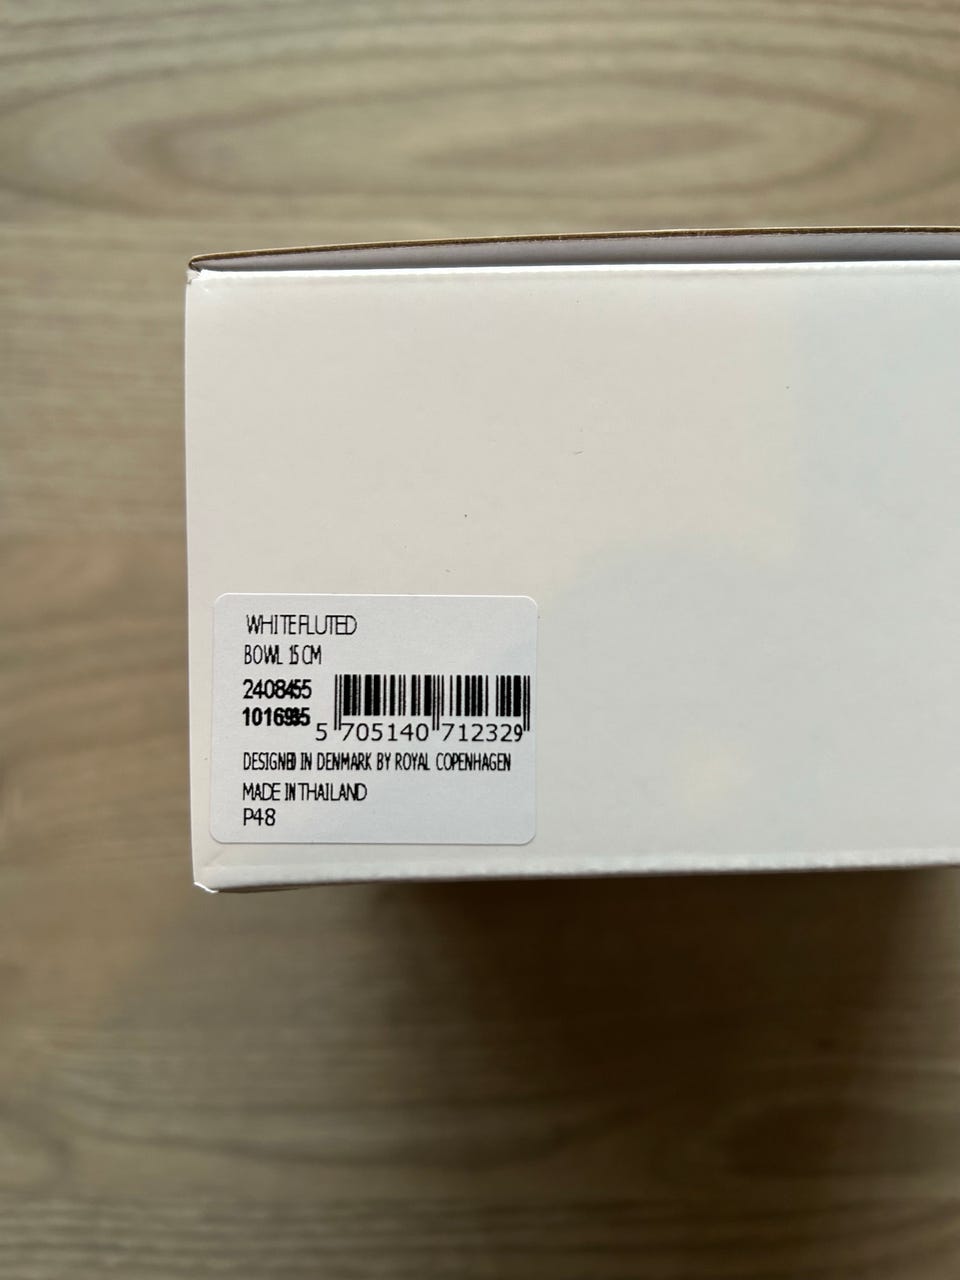 WHITE FLUTED
BOWL 15 CM
2408455
5 705140 712329
DESIGNED IN DENMARK BY ROYAL COPENHAGEN
MADE IN THAILAND
P48